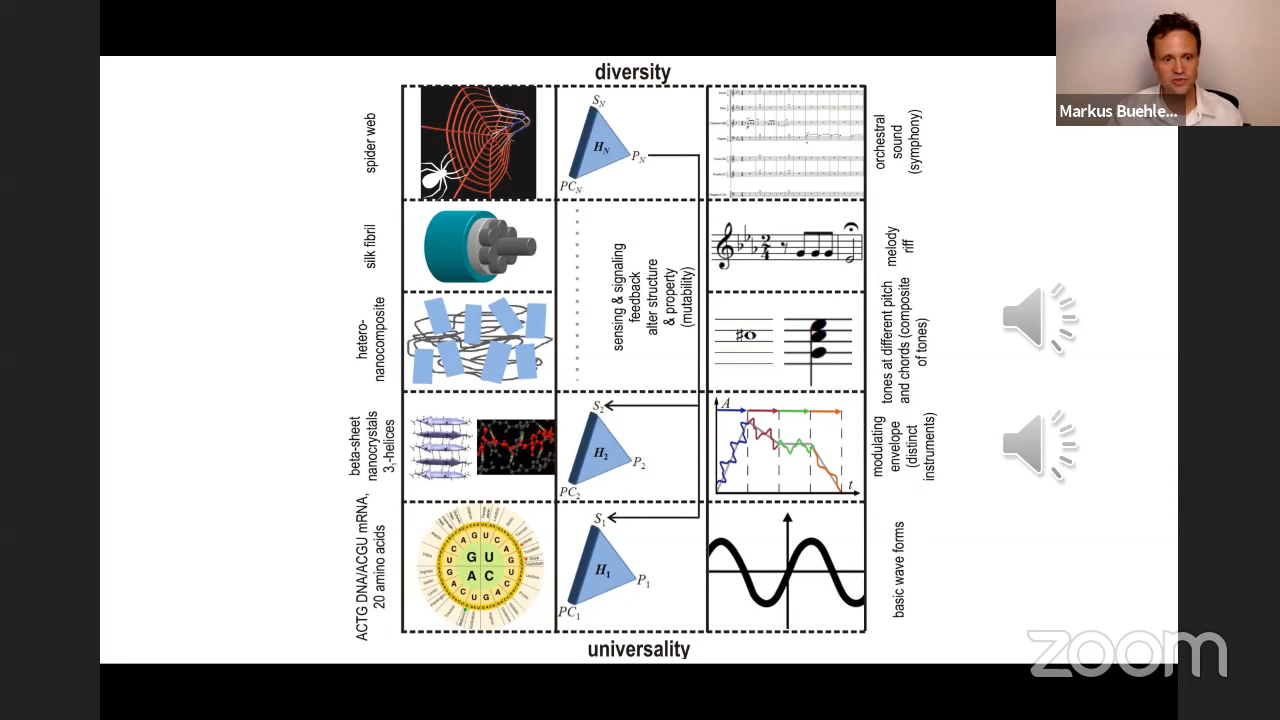 diversity
Markus Buehle...
spider web
S_N
H_N
P_N
PC_N
orchestral
sound
(symphony)
silk fibril
sensing & signaling
feedback
alter structure
& property
(mutability)
2
4
melody
riff
hetero-
nanocomposite
tones at different pitch
and chords (composite
of tones)
beta-sheet
nanocrystals
3₁-helices
S₂
H₂
P₂
PC₂
A
t
modulating
envelope
(distinct
instruments)
ACTG DNA/ACGU mRNA,
20 amino acids
G U
A C
S₁
H₁
P₁
PC₁
basic wave forms
universality
zoom